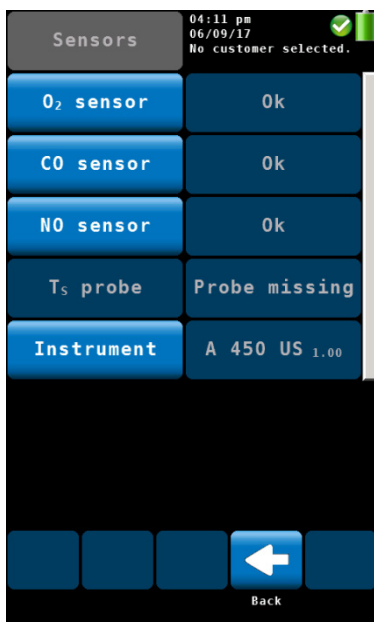 Sensors
04:11 pm
06/09/17
No customer selected.
O₂ sensor
Ok
CO sensor
Ok
NO sensor
Ok
Tₛ probe
Probe missing
Instrument
A 450 US 1.00
Back